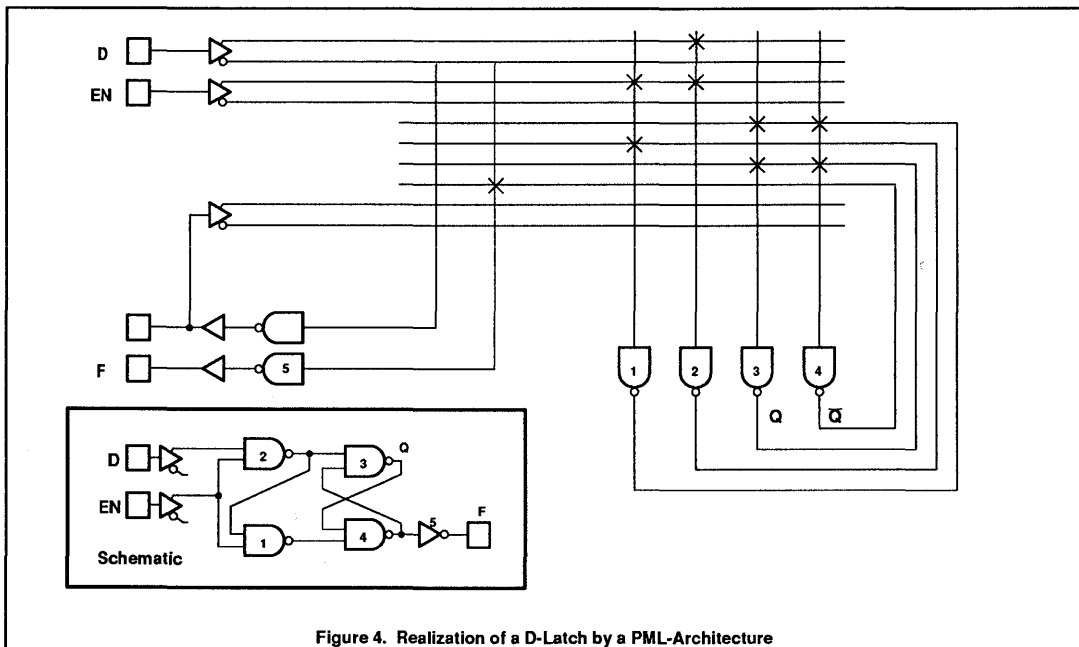 D
EN
F
5
1
2
3
4
Q
Q̅
D
EN
2
3
Q
1
4
5
F
Schematic
Figure 4. Realization of a D-Latch by a PML-Architecture